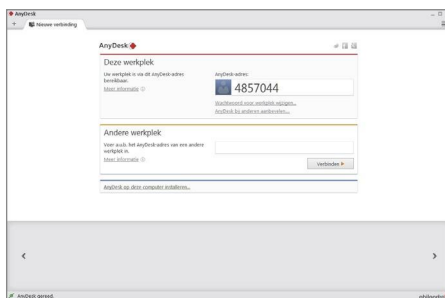 AnyDesk
+ Nieuwe verbinding
AnyDesk
Deze werkplek
Uw werkplek is via dit AnyDesk-adres
bereikbaar.
Meer informatie
AnyDesk-adres:
4857044
Wachtwoord voor werkplek wijzigen...
AnyDesk bij anderen aanbevelen...
Andere werkplek
Voer a.u.b. het AnyDesk-adres van een andere
werkplek in.
Meer informatie
Verbinden
AnyDesk op deze computer installeren...
AnyDesk gereed.
philandro